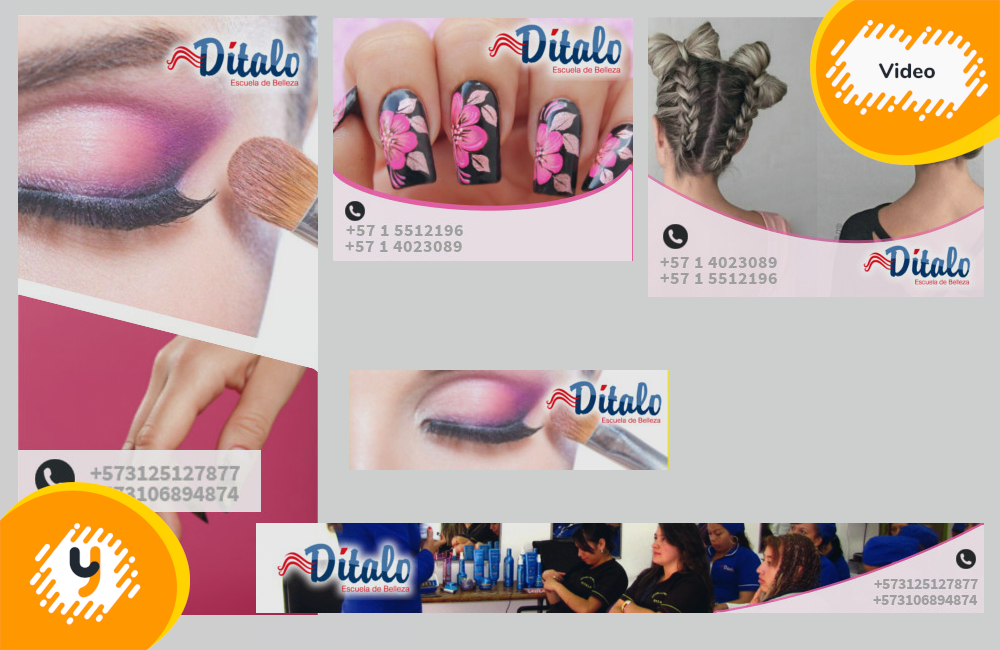 Dítalo
Escuela de Belleza
Dítalo
Escuela de Belleza
Video
+57 1 5512196
+57 1 4023089
+57 1 4023089
+57 1 5512196
Dítalo
Escuela de Belleza
Dítalo
Escuela de Belleza
+573125127877
573106894874
y
Dítalo
Escuela de Belleza
+573125127877
+573106894874